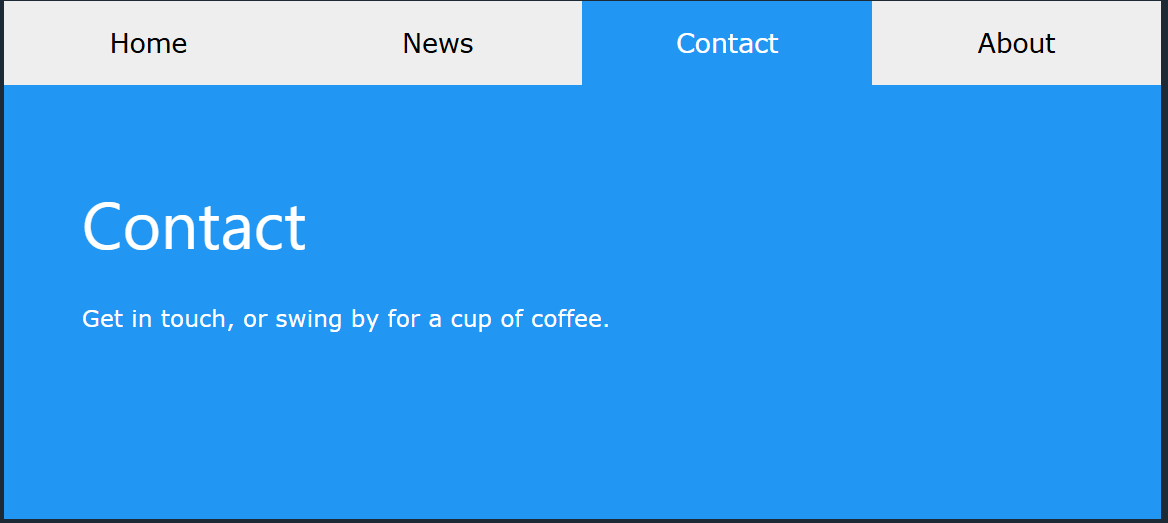 Home News Contact About
Contact
Get in touch, or swing by for a cup of coffee.